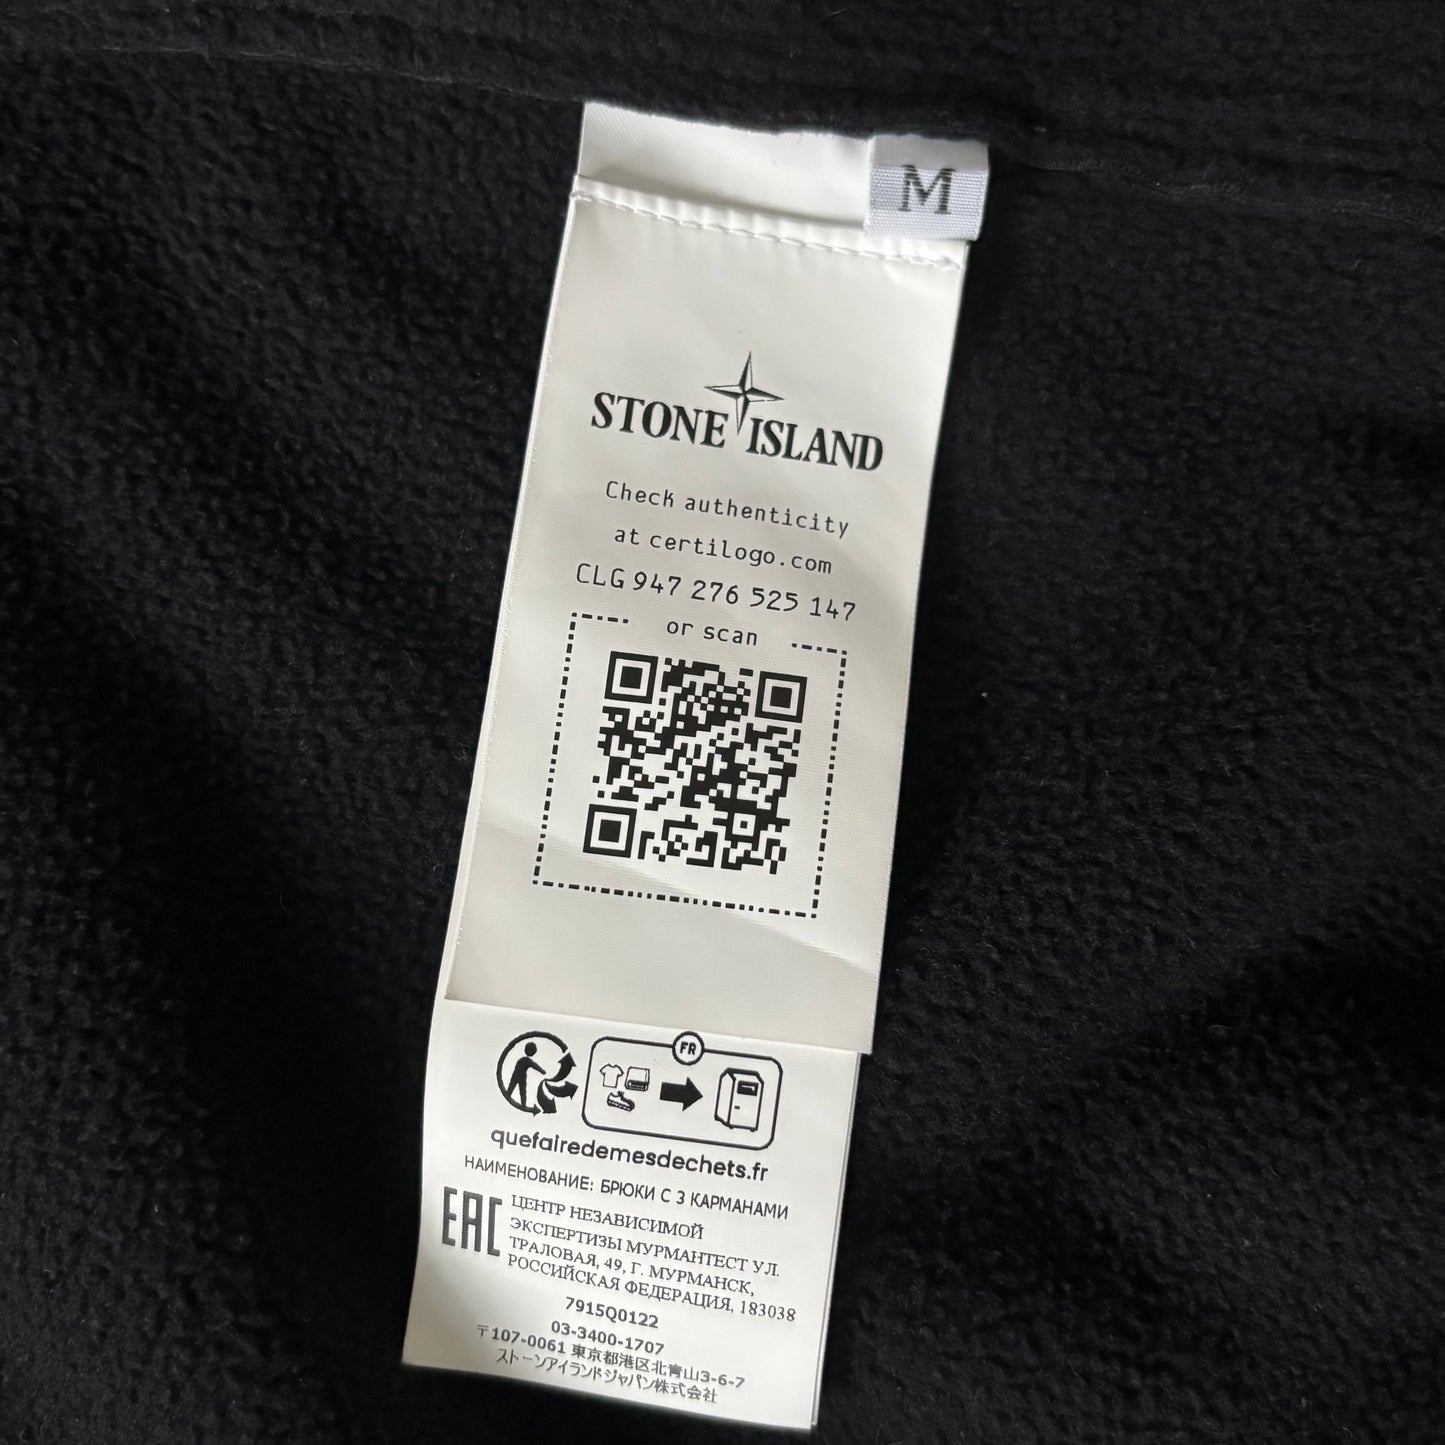 M
STONE ISLAND
Check authenticity
at certilogo.com
CLG 947 276 525 147
or scan
FR
quefairedemesdechets.fr
НАИМЕНОВАНИЕ: БРЮКИ С 3 КАРМАНАМИ
EAC
ЦЕНТР НЕЗАВИСИМОЙ
ЭКСПЕРТИЗЫ МУРМАНТЕСТ УЛ.
ТРАЛОВАЯ, 49, Г. МУРМАНСК,
РОССИЙСКАЯ ФЕДЕРАЦИЯ, 183038
7915Q0122
03-3400-1707
〒107-0061 東京都港区北青山3-6-7
ストーンアイランドジャパン株式会社